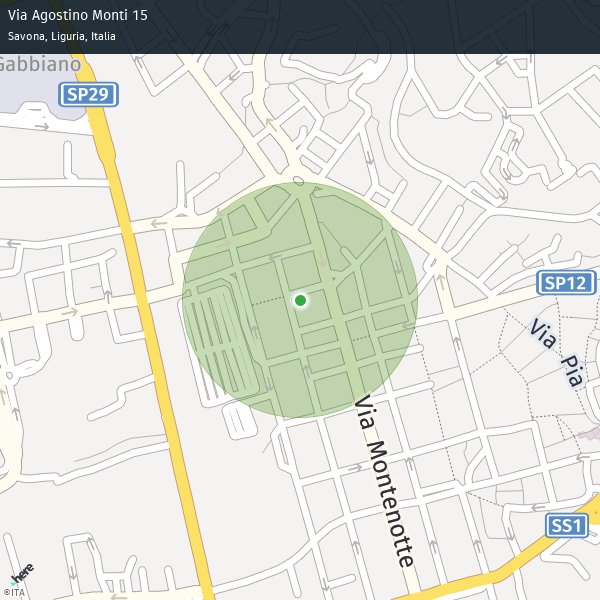 Via Agostino Monti 15
Savona, Liguria, Italia
Gabbiano
SP29
SP12
Via Pia
Via Montenotte
SS1
here
©ITA